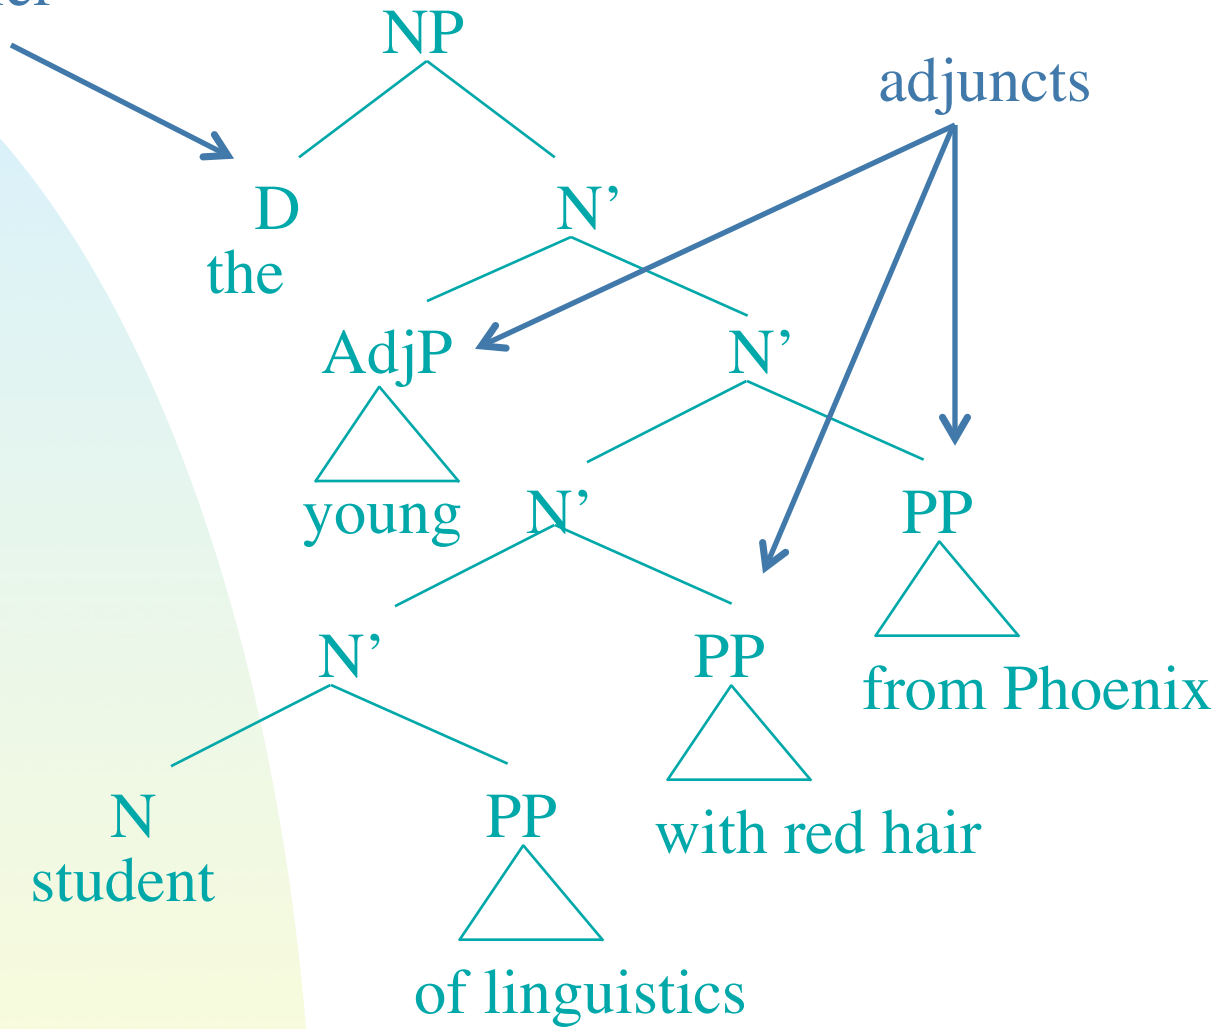 NP
adjuncts
D
N’
the
AdjP
N’
young
N’
PP
N’
PP
from Phoenix
N
PP
with red hair
student
of linguistics